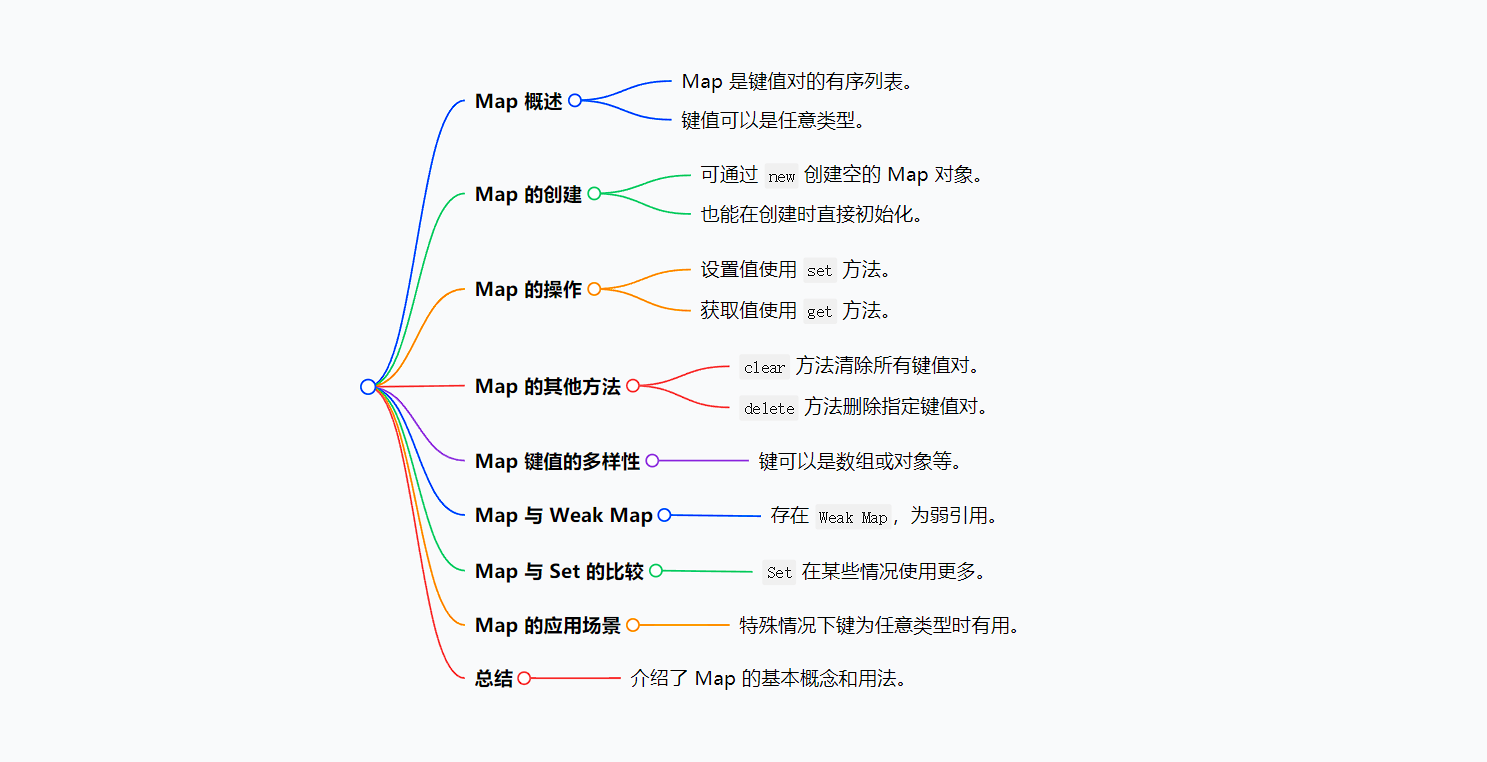 Map 概述
Map 是键值对的有序列表。
键值可以是任意类型。
Map 的创建
可通过 new 创建空的 Map 对象。
也能在创建时直接初始化。
Map 的操作
设置值使用 set 方法。
获取值使用 get 方法。
Map 的其他方法
clear 方法清除所有键值对。
delete 方法删除指定键值对。
Map 键值的多样性
键可以是数组或对象等。
Map 与 Weak Map
存在 Weak Map，为弱引用。
Map 与 Set 的比较
Set 在某些情况使用更多。
Map 的应用场景
特殊情况下键为任意类型时有用。
总结
介绍了 Map 的基本概念和用法。